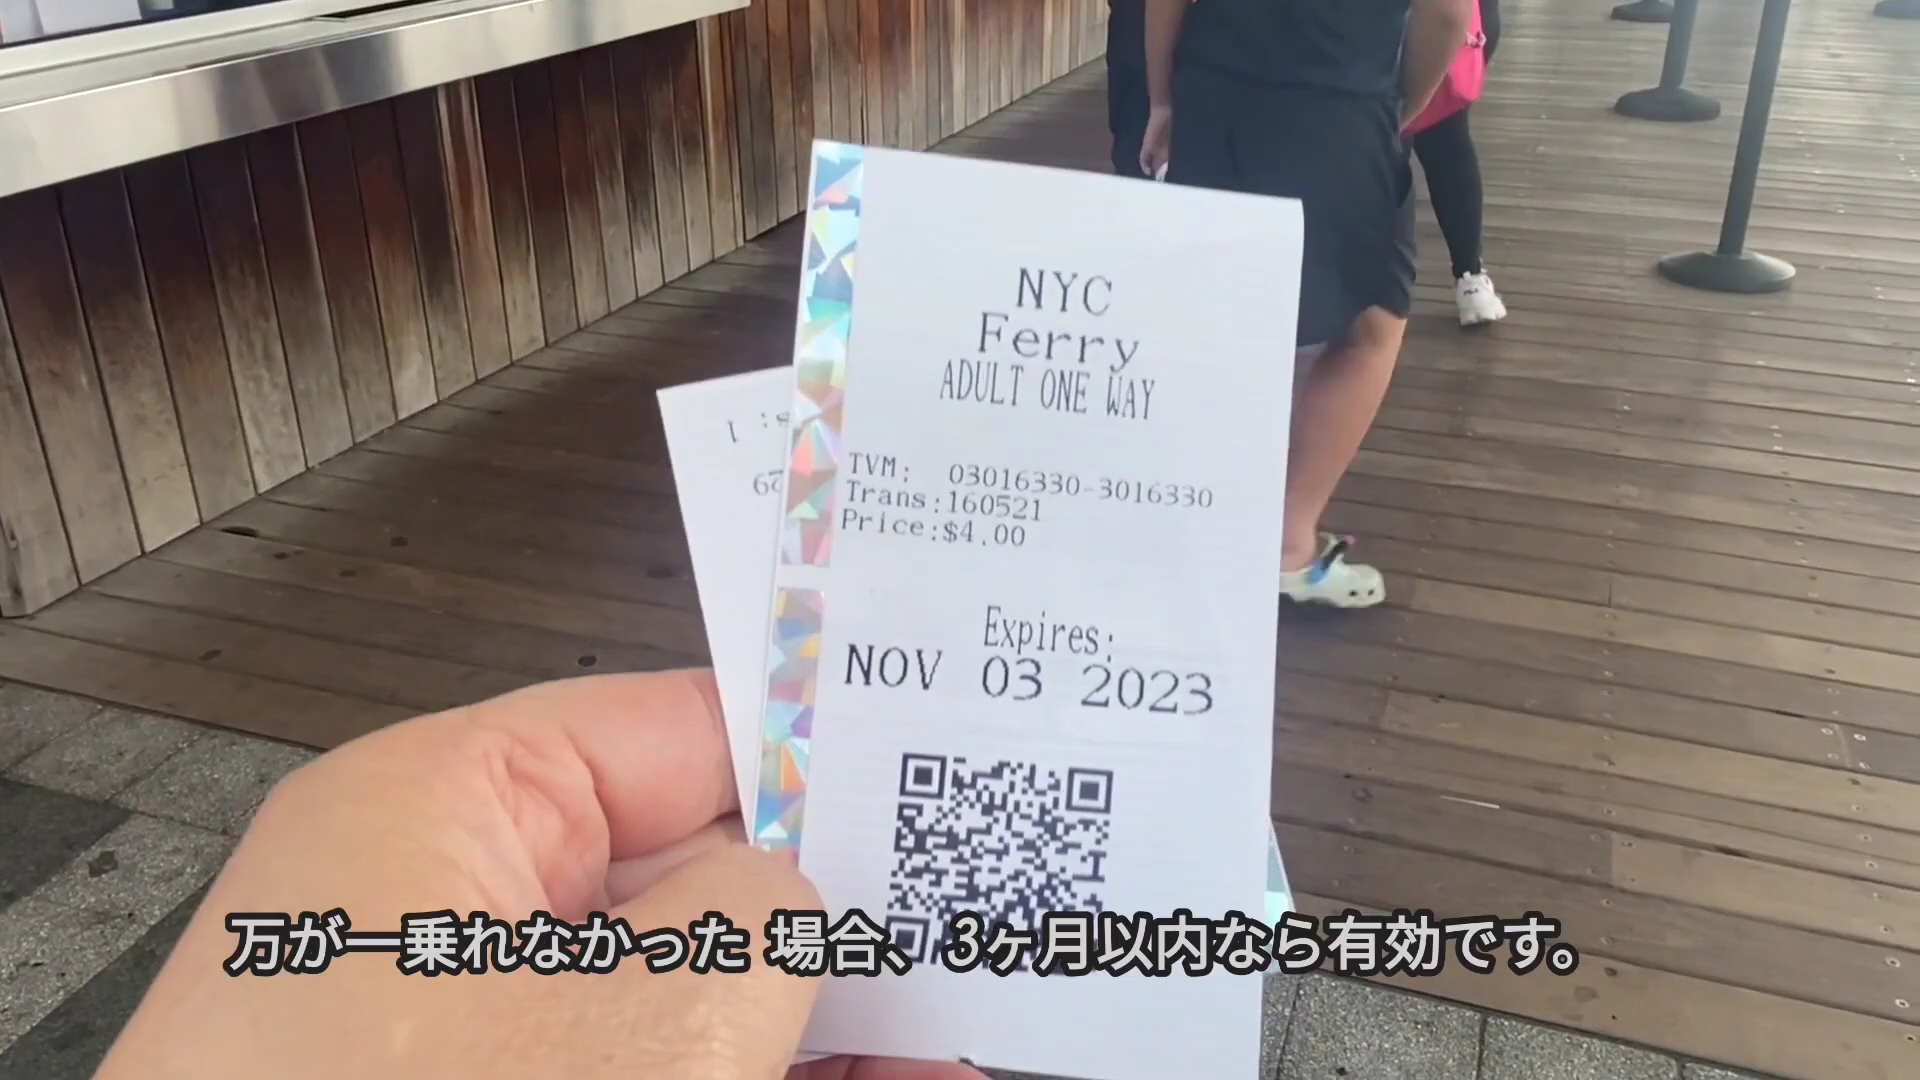 NYC
Ferry
ADULT ONE WAY
TVM: 03016330-3016330
Trans:160521
Price:$4.00
Expires:
NOV 03 2023
万が一乗れなかった 場合、3ヶ月以内なら有効です。